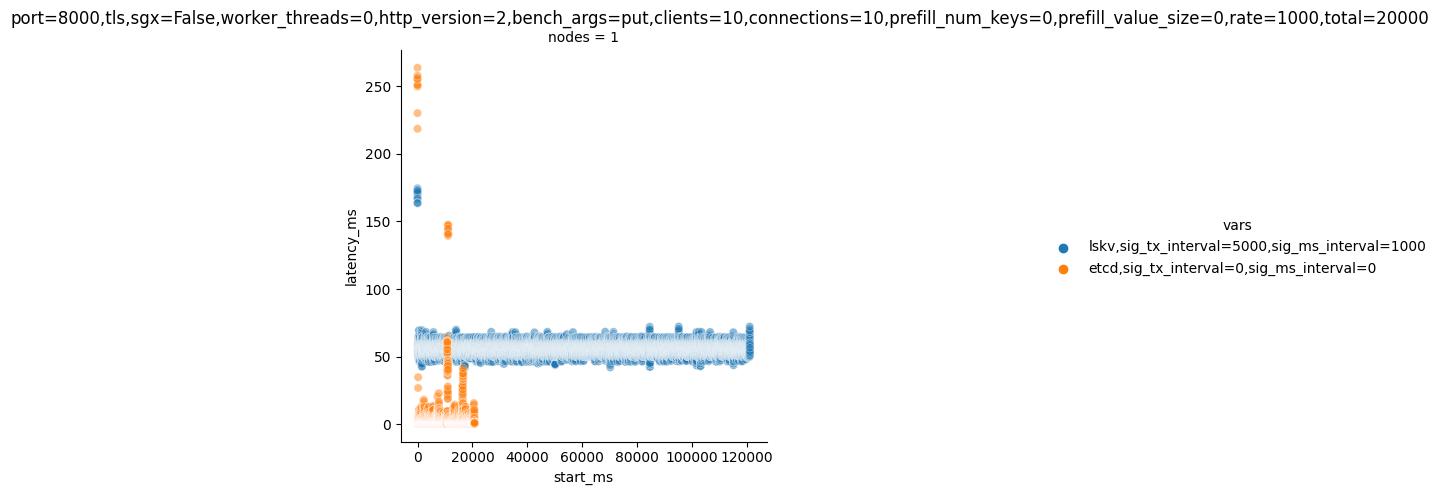 port=8000,tls,sgx=False,worker_threads=0,http_version=2,bench_args=put,clients=10,connections=10,prefill_num_keys=0,prefill_value_size=0,rate=1000,total=20000
nodes = 1
250
200
150
100
50
0
latency_ms
0 20000 40000 60000 80000 100000 120000
start_ms
vars
lskv,sig_tx_interval=5000,sig_ms_interval=1000
etcd,sig_tx_interval=0,sig_ms_interval=0